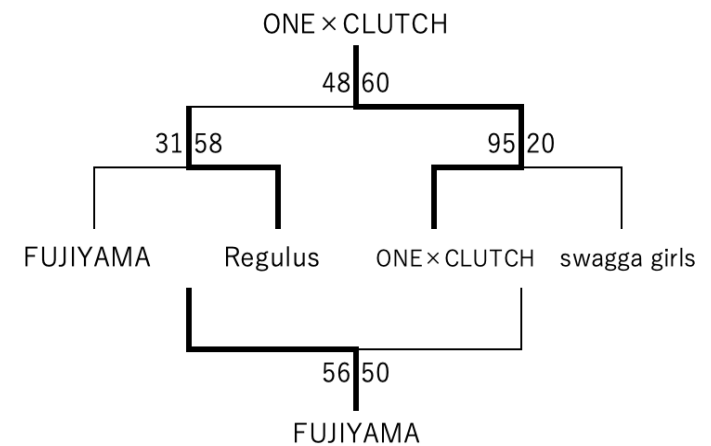 ONE×CLUTCH
48 60
31 58 95 20
FUJIYAMA Regulus ONE×CLUTCH swagga girls
56 50
FUJIYAMA